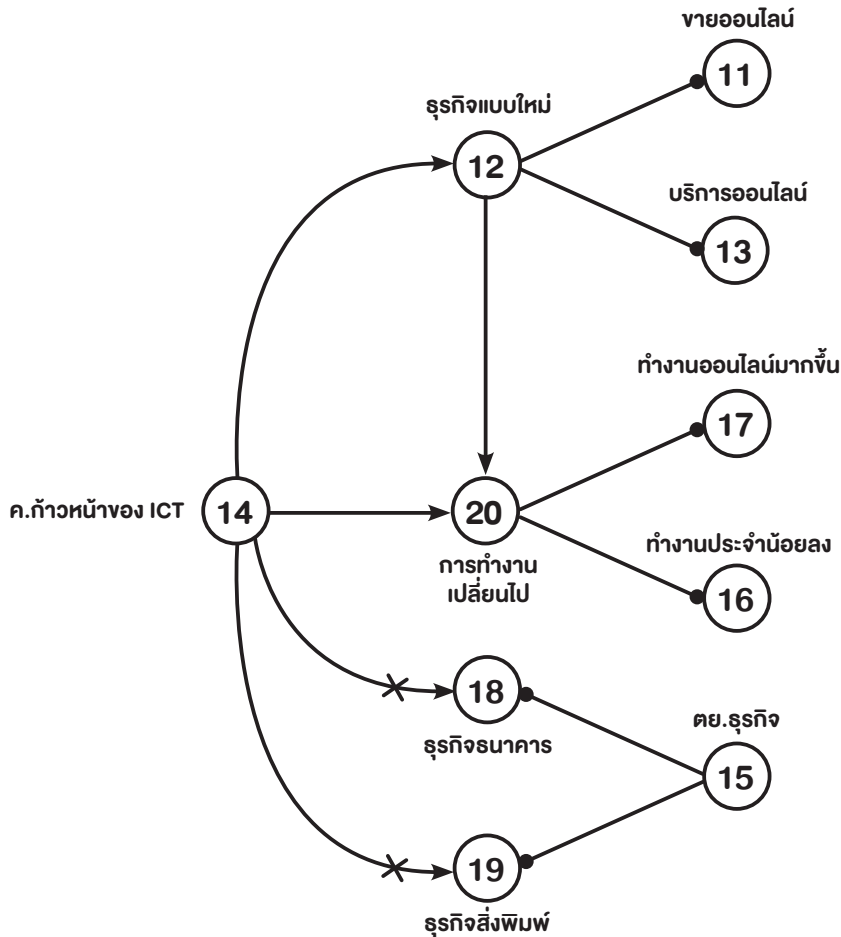 ขายออนไลน์
11
ธุรกิจแบบใหม่
12
บริการออนไลน์
13
ทำงานออนไลน์มากขึ้น
17
ค.ก้าวหน้าของ ICT
14
20
การทำงาน
เปลี่ยนไป
ทำงานประจำน้อยลง
16
18
ธุรกิจธนาคาร
ตย.ธุรกิจ
15
19
ธุรกิจสิ่งพิมพ์